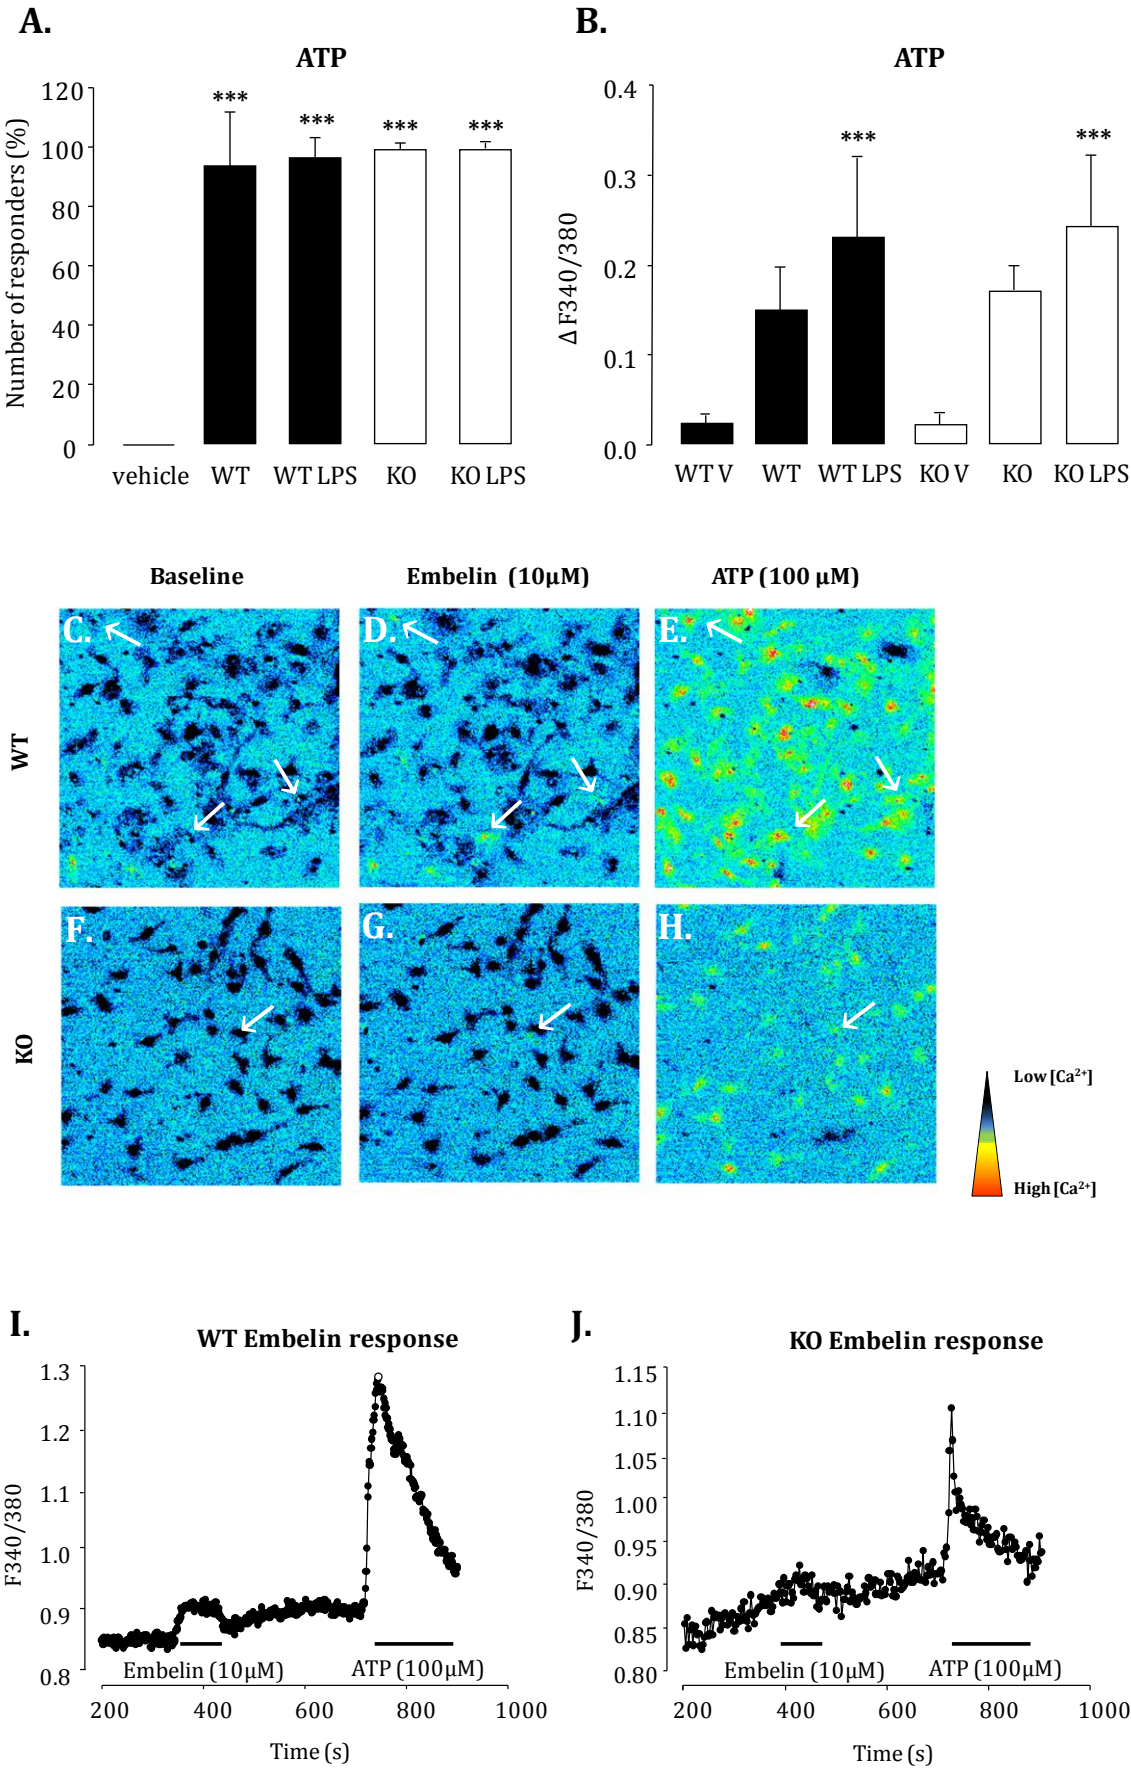 A.
ATP
Number of responders (%)
120
100
80
60
40
20
0
***
***
***
***
vehicle WT WT LPS KO KO LPS
B.
ATP
Δ F340/380
0.4
0.3
0.2
0.1
0.0
***
***
WT V WT WT LPS KO V KO KO LPS
Baseline Embelin (10μM) ATP (100 μM)
WT
C. D. E.
KO
F. G. H.
Low [Ca²⁺]
High [Ca²⁺]
I.
WT Embelin response
F340/380
1.3
1.2
1.1
1.0
0.9
0.8
Embelin (10μM) ATP (100μM)
200 400 600 800 1000
Time (s)
J.
KO Embelin response
F340/380
1.15
1.10
1.05
1.00
0.95
0.90
0.85
0.80
Embelin (10μM) ATP (100μM)
200 400 600 800 1000
Time (s)